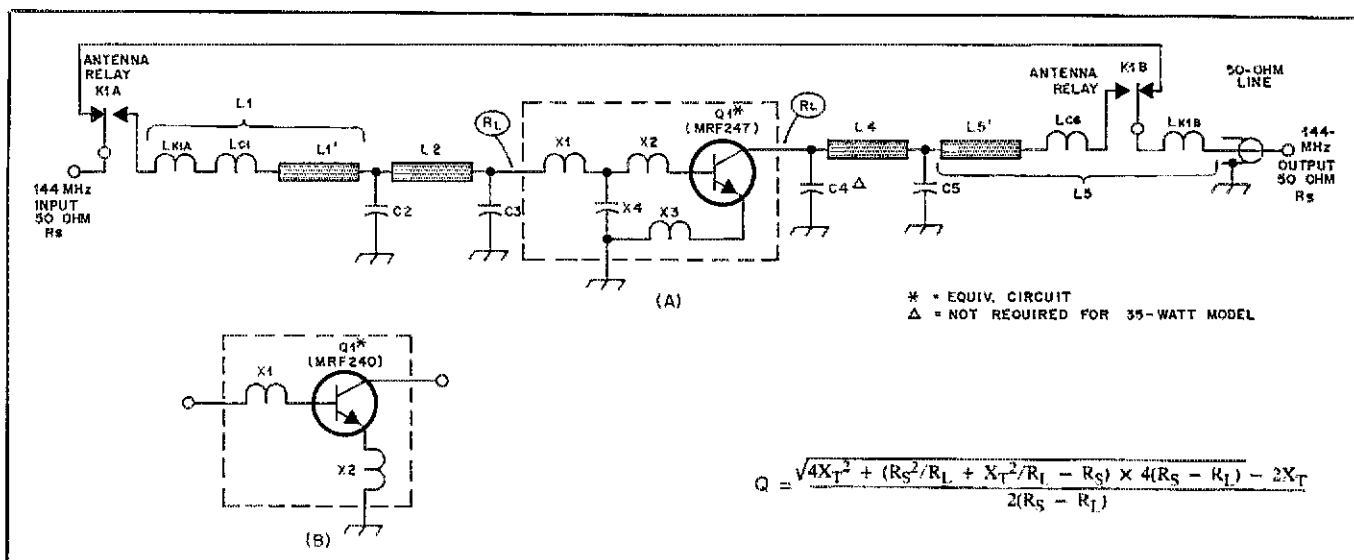 ANTENNA
RELAY
K1A
L1
LK1A
LC1
L1'
L2
C2
C3
144 MHz
INPUT
50 OHM
Rs
RL
X1
X2
X4
X3
Q1*
(MRF247)
RL
L4
L5'
C4Δ
C5
ANTENNA
RELAY
LC6
K1B
LK1B
L5
50-OHM
LINE
144-
MHz
OUTPUT
50 OHM
Rs
(A)
* = EQUIV. CIRCUIT
Δ = NOT REQUIRED FOR 35-WATT MODEL
Q1*
(MRF240)
X1
X2
(B)
Q = √4XT² + (RS²/RL + XT²/RL − RS) × 4(RS − RL) − 2XT
2(RS − RL)